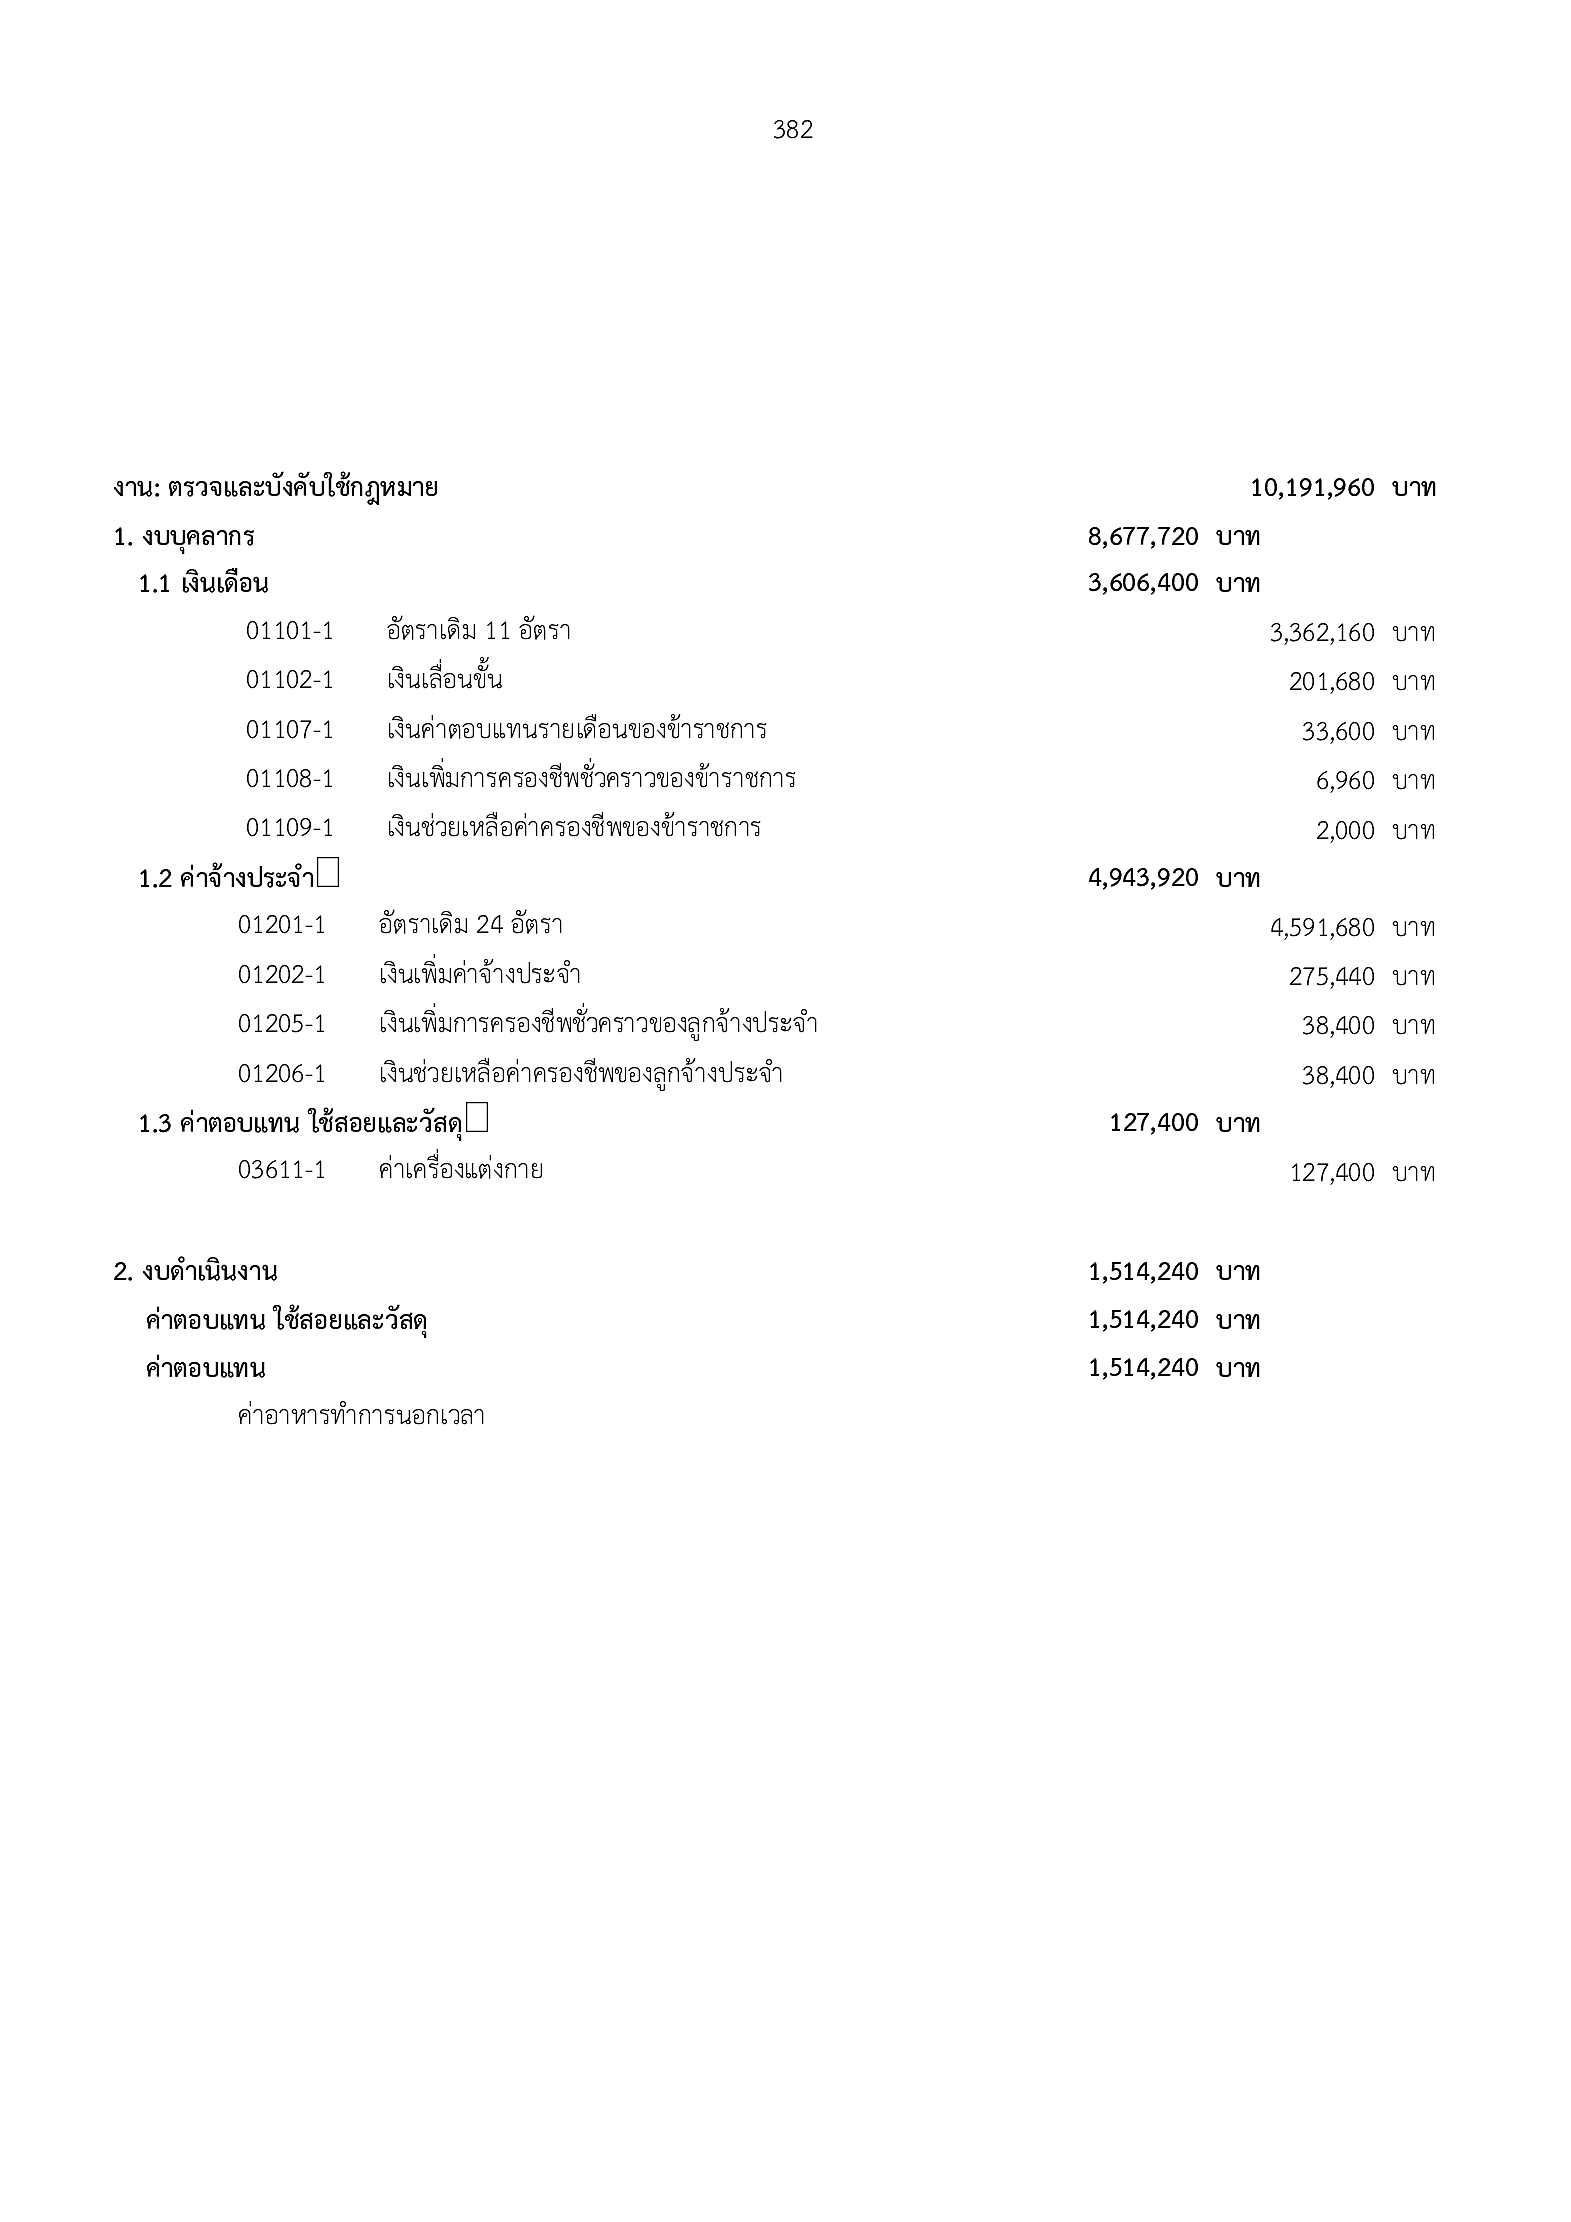 382
งาน: ตรวจและบังคับใช้กฎหมาย 10,191,960 บาท
1. งบบุคลากร 8,677,720 บาท
1.1 เงินเดือน 3,606,400 บาท
01101-1 อัตราเดิม 11 อัตรา 3,362,160 บาท
01102-1 เงินเลื่อนขั้น 201,680 บาท
01107-1 เงินค่าตอบแทนรายเดือนของข้าราชการ 33,600 บาท
01108-1 เงินเพิ่มการครองชีพชั่วคราวของข้าราชการ 6,960 บาท
01109-1 เงินช่วยเหลือค่าครองชีพของข้าราชการ 2,000 บาท
1.2 ค่าจ้างประจำ 4,943,920 บาท
01201-1 อัตราเดิม 24 อัตรา 4,591,680 บาท
01202-1 เงินเพิ่มค่าจ้างประจำ 275,440 บาท
01205-1 เงินเพิ่มการครองชีพชั่วคราวของลูกจ้างประจำ 38,400 บาท
01206-1 เงินช่วยเหลือค่าครองชีพของลูกจ้างประจำ 38,400 บาท
1.3 ค่าตอบแทน ใช้สอยและวัสดุ 127,400 บาท
03611-1 ค่าเครื่องแต่งกาย 127,400 บาท
2. งบดำเนินงาน 1,514,240 บาท
ค่าตอบแทน ใช้สอยและวัสดุ 1,514,240 บาท
ค่าตอบแทน 1,514,240 บาท
ค่าอาหารทำการนอกเวลา